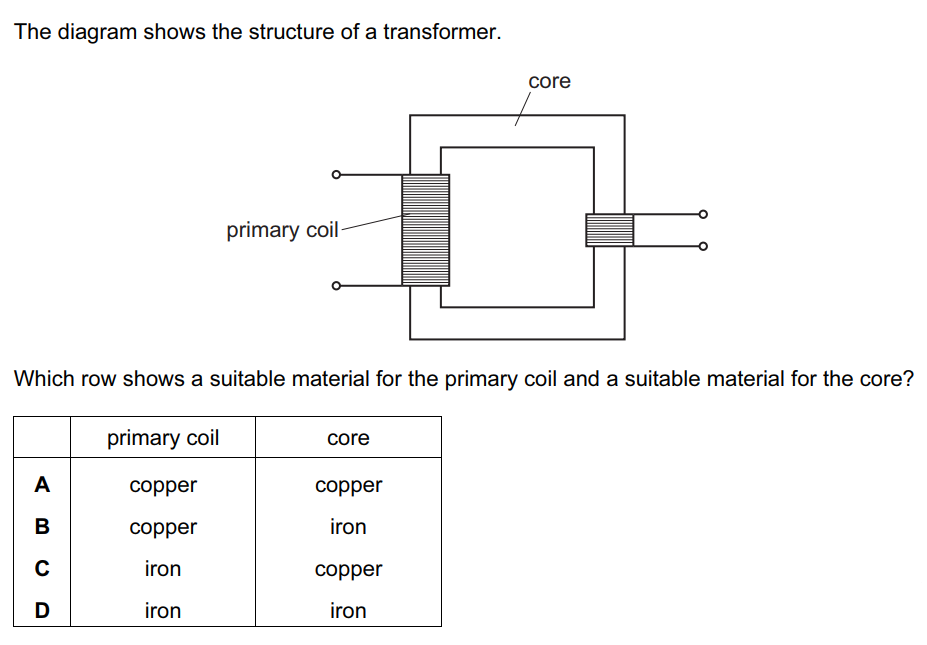 The diagram shows the structure of a transformer.
core
primary coil
Which row shows a suitable material for the primary coil and a suitable material for the core?
primary coil core
A copper copper
B copper iron
C iron copper
D iron iron